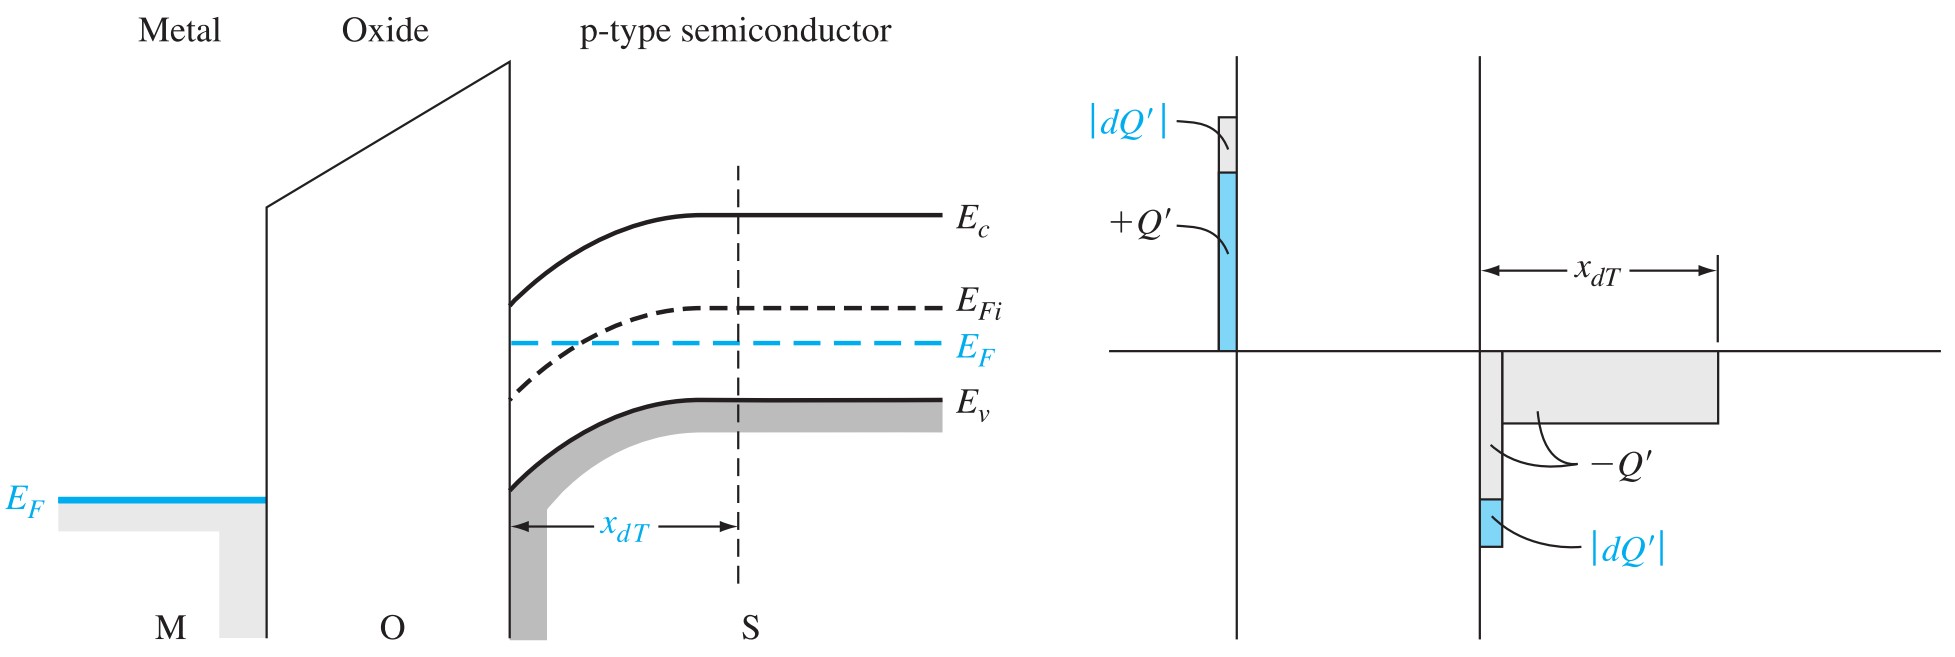 Metal
Oxide
p-type semiconductor
E_c
E_{Fi}
E_F
E_v
E_F
x_{dT}
M
O
S
|dQ′|
+Q′
x_{dT}
−Q′
|dQ′|